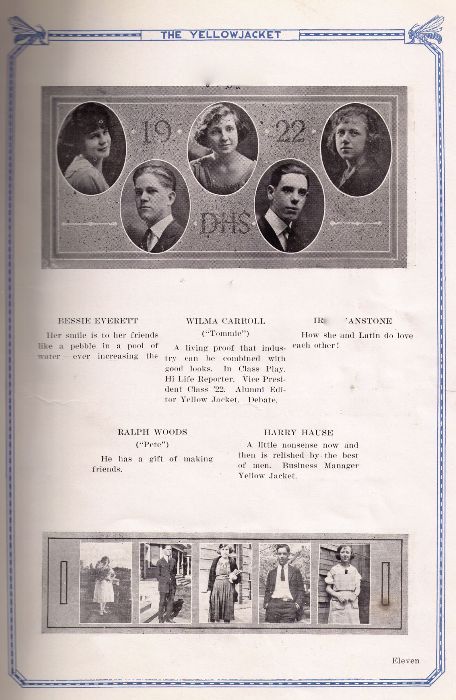 THE YELLOWJACKET
19 22
DHS
BESSIE EVERETT
Her smile is to her friends
like a pebble in a pool of
water—ever increasing the
WILMA CARROLL
("Tommie")
A living proof that indus-
try can be combined with
good looks. In Class Play.
Hi Life Reporter. Vice Presi-
dent Class '22. Alumni Edi-
tor Yellow Jacket. Debate.
ANSTONE
How she and Latin do love
each other!
RALPH WOODS
("Pete")
He has a gift of making
friends.
HARRY HAUSE
A little nonsense now and
then is relished by the best
of men. Business Manager
Yellow Jacket.
Eleven